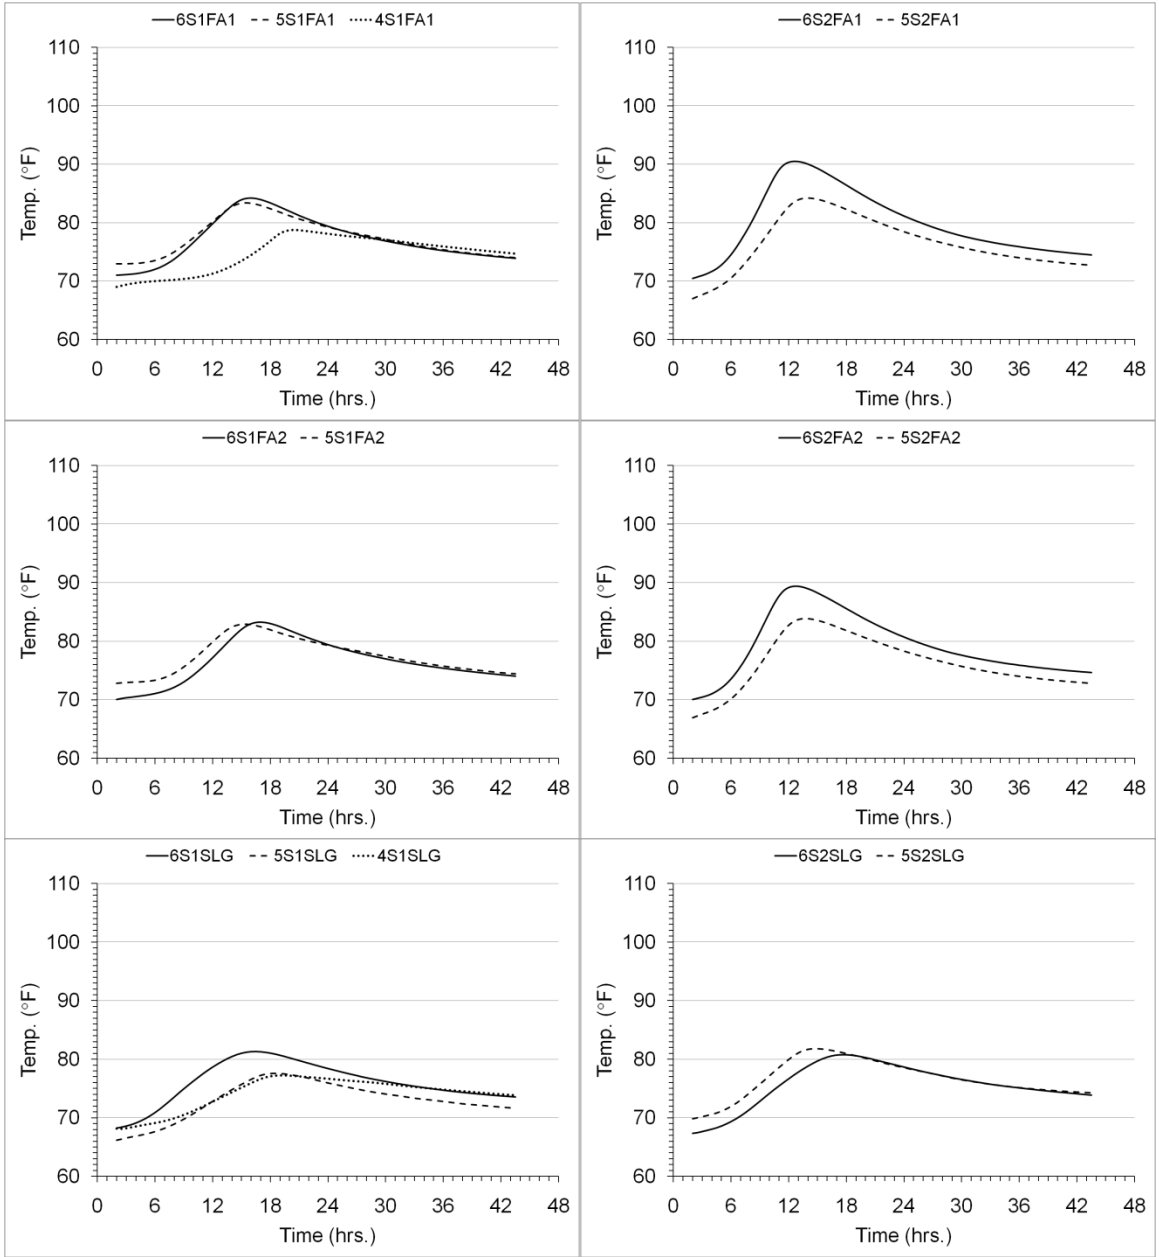 6S1FA1 5S1FA1 4S1FA1
110
100
90
80
70
60
Temp. (°F)
0 6 12 18 24 30 36 42 48
Time (hrs.)
6S2FA1 5S2FA1
110
100
90
80
70
60
Temp. (°F)
0 6 12 18 24 30 36 42 48
Time (hrs.)
6S1FA2 5S1FA2
110
100
90
80
70
60
Temp. (°F)
0 6 12 18 24 30 36 42 48
Time (hrs.)
6S2FA2 5S2FA2
110
100
90
80
70
60
Temp. (°F)
0 6 12 18 24 30 36 42 48
Time (hrs.)
6S1SLG 5S1SLG 4S1SLG
110
100
90
80
70
60
Temp. (°F)
0 6 12 18 24 30 36 42 48
Time (hrs.)
6S2SLG 5S2SLG
110
100
90
80
70
60
Temp. (°F)
0 6 12 18 24 30 36 42 48
Time (hrs.)